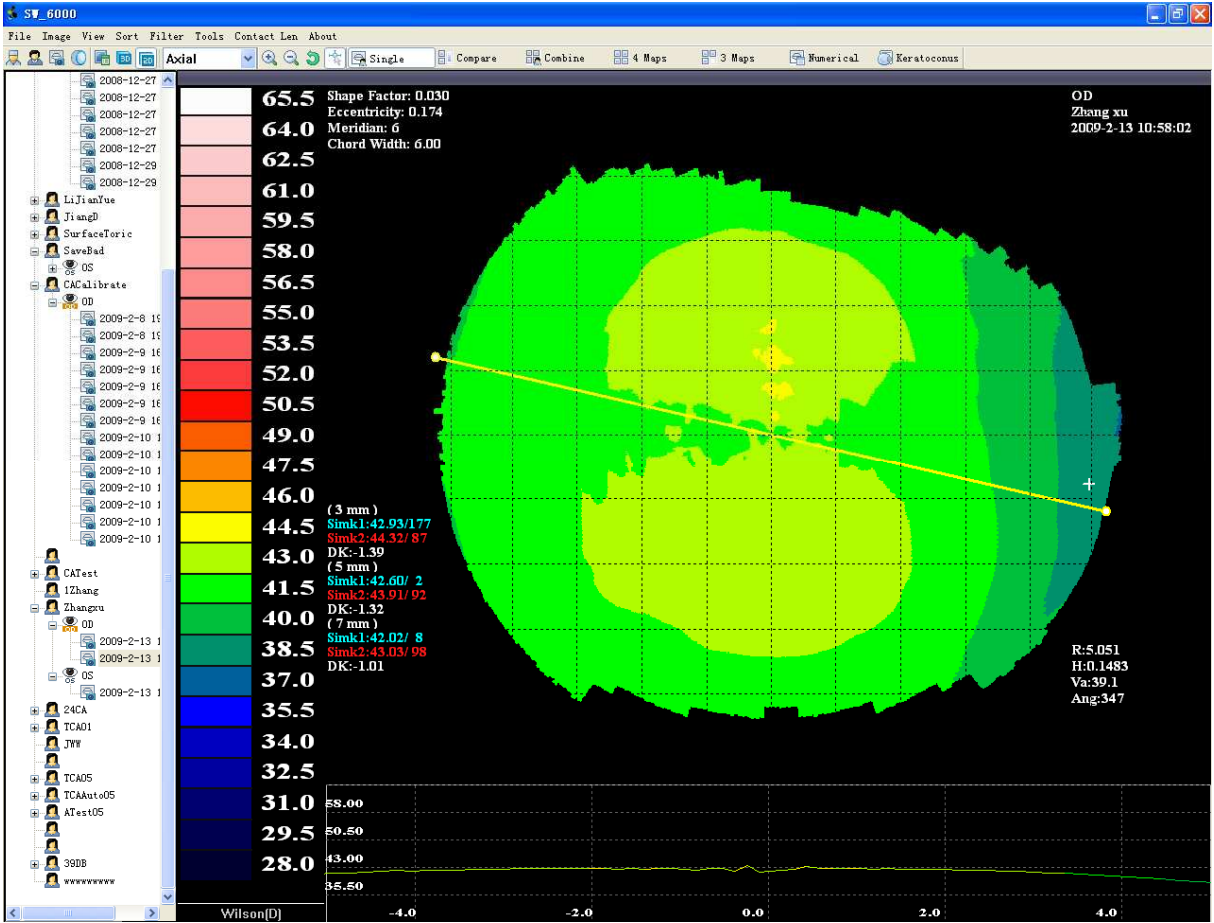 SW_6000
File Image View Sort Filter Tools Contact Len About
3D 2D Axial Single Compare Combine 4 Maps 3 Maps Numerical Keratoconus
2008-12-27
2008-12-27
2008-12-27
2008-12-27
2008-12-27
2008-12-29
2008-12-29
LiJianYue
JiangD
SurfaceToric
SaveBad
OS OS
CACalibrate
OD OD
2009-2-8 19
2009-2-8 19
2009-2-9 16
2009-2-9 16
2009-2-9 16
2009-2-9 16
2009-2-9 16
2009-2-10 1
2009-2-10 1
2009-2-10 1
2009-2-10 1
2009-2-10 1
2009-2-10 1
2009-2-10 1
CATest
1Zhang
Zhangxu
OD OD
2009-2-13 1
2009-2-13 1
OS OS
2009-2-13 1
24CA
TCA01
JWW
TCA05
TCAAuto05
ATest05
39DB
wwwwwwwww
65.5
64.0
62.5
61.0
59.5
58.0
56.5
55.0
53.5
52.0
50.5
49.0
47.5
46.0
44.5
43.0
41.5
40.0
38.5
37.0
35.5
34.0
32.5
31.0
29.5
28.0
Wilson(D)
Shape Factor: 0.030
Eccentricity: 0.174
Meridian: 6
Chord Width: 6.00
OD
Zhang xu
2009-2-13 10:58:02
(3 mm)
Simk1:42.93/177
Simk2:44.32/ 87
DK:-1.39
(5 mm)
Simk1:42.60/ 2
Simk2:43.91/ 92
DK:-1.32
(7 mm)
Simk1:42.02/ 8
Simk2:43.03/ 98
DK:-1.01
R:5.051
H:0.1483
Va:39.1
Ang:347
58.00
50.50
43.00
35.50
-4.0 -2.0 0.0 2.0 4.0